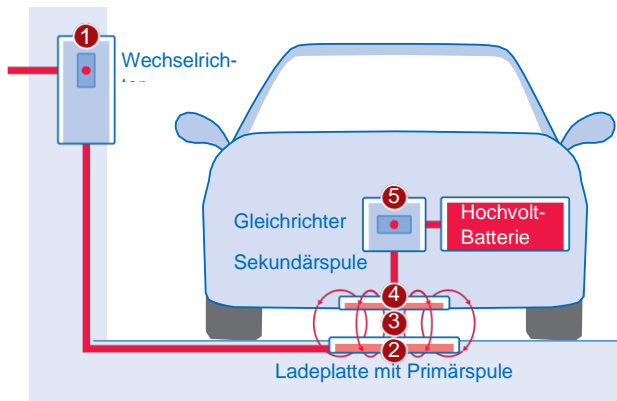 1
Wechselrich-
5
Gleichrichter
Hochvolt-
Batterie
Sekundärspule
4
3
2
Ladeplatte mit Primärspule